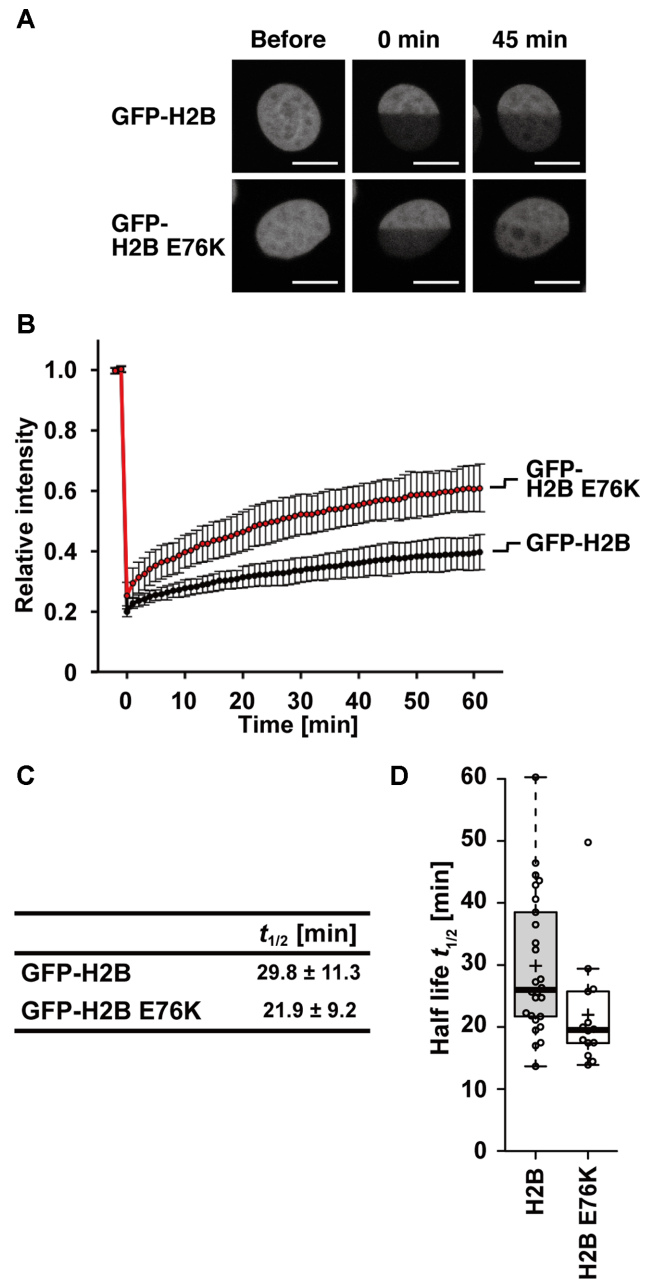 A
Before 0 min 45 min
GFP-H2B
GFP-
H2B E76K
B
1.0
0.8
0.6
0.4
0.2
0
Relative intensity
GFP-
H2B E76K
GFP-H2B
0 10 20 30 40 50 60
Time [min]
C
t1/2 [min]
GFP-H2B 29.8 ± 11.3
GFP-H2B E76K 21.9 ± 9.2
D
60
50
40
30
20
10
0
Half life t1/2 [min]
H2B
H2B E76K